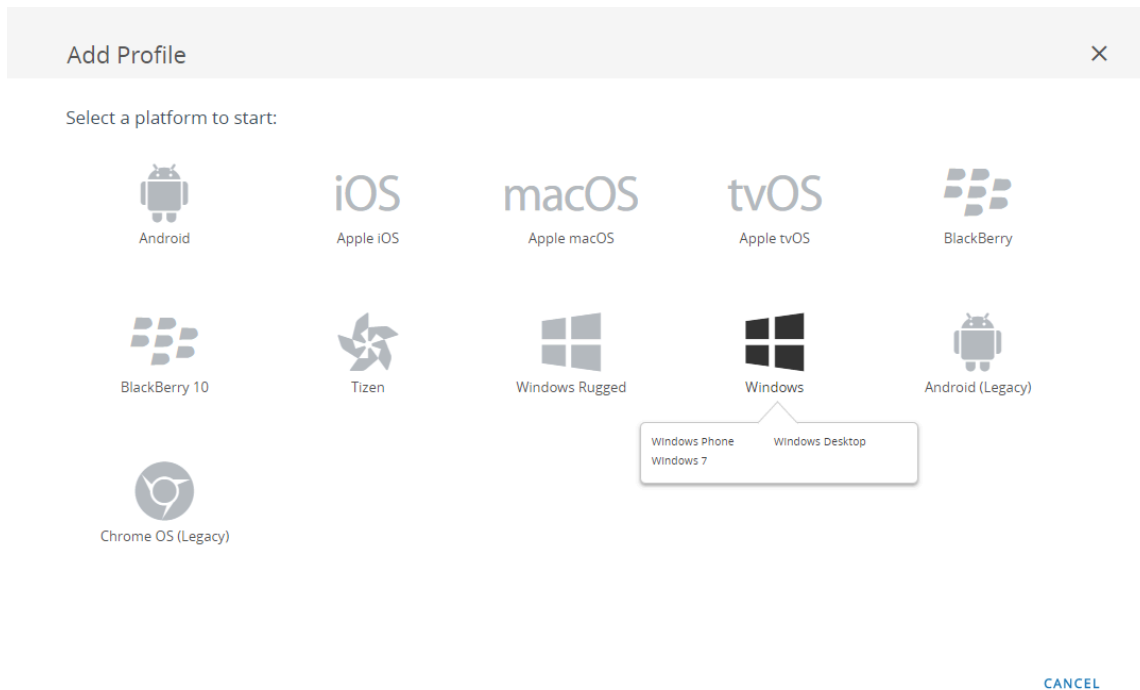 Add Profile
Select a platform to start:
iOS macOS tvOS
Android Apple iOS Apple macOS Apple tvOS BlackBerry
BlackBerry 10 Tizen Windows Rugged Windows Android (Legacy)
Windows Phone Windows Desktop
Windows 7
Chrome OS (Legacy)
CANCEL